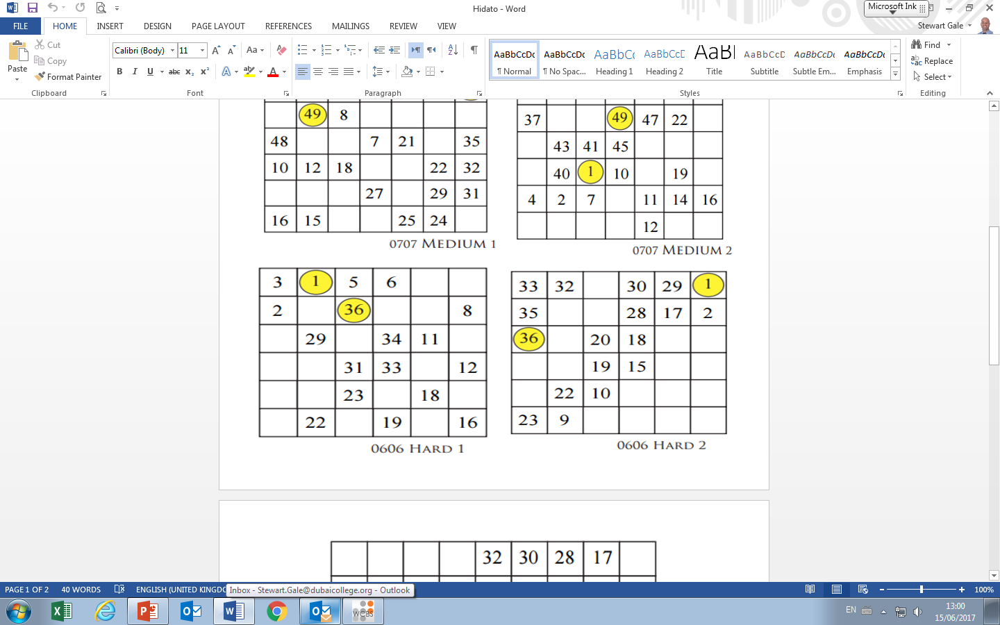 Hidato - Word
Microsoft Ink
FILE HOME INSERT DESIGN PAGE LAYOUT REFERENCES MAILINGS REVIEW VIEW
Stewart Gale
Paste
Cut
Copy
Format Painter
Clipboard
Calibri (Body) 11
Font
Paragraph
AaBbCcDc AaBbCcDc AaBbCc AaBbCcD AaBl AaBbCcD AaBbCcDc AaBbCcDc
¶ Normal ¶ No Spac... Heading 1 Heading 2 Title Subtitle Subtle Em... Emphasis
Styles
Find
Replace
Select
Editing
49 8
48 7 21 35
10 12 18 22 32
27 29 31
16 15 25 24
0707 MEDIUM 1
37 49 47 22
43 41 45
40 1 10 19
4 2 7 11 14 16
12
0707 MEDIUM 2
3 1 5 6
2 36 8
29 34 11
31 33 12
23 18
22 19 16
0606 HARD 1
33 32 30 29 1
35 28 17 2
36 20 18
19 15
22 10
23 9
0606 HARD 2
32 30 28 17
PAGE 1 OF 2 40 WORDS ENGLISH (UNITED KINGDO
Inbox - Stewart.Gale@dubaicollege.org - Outlook
100%
WCBS
EN
13:00
15/06/2017